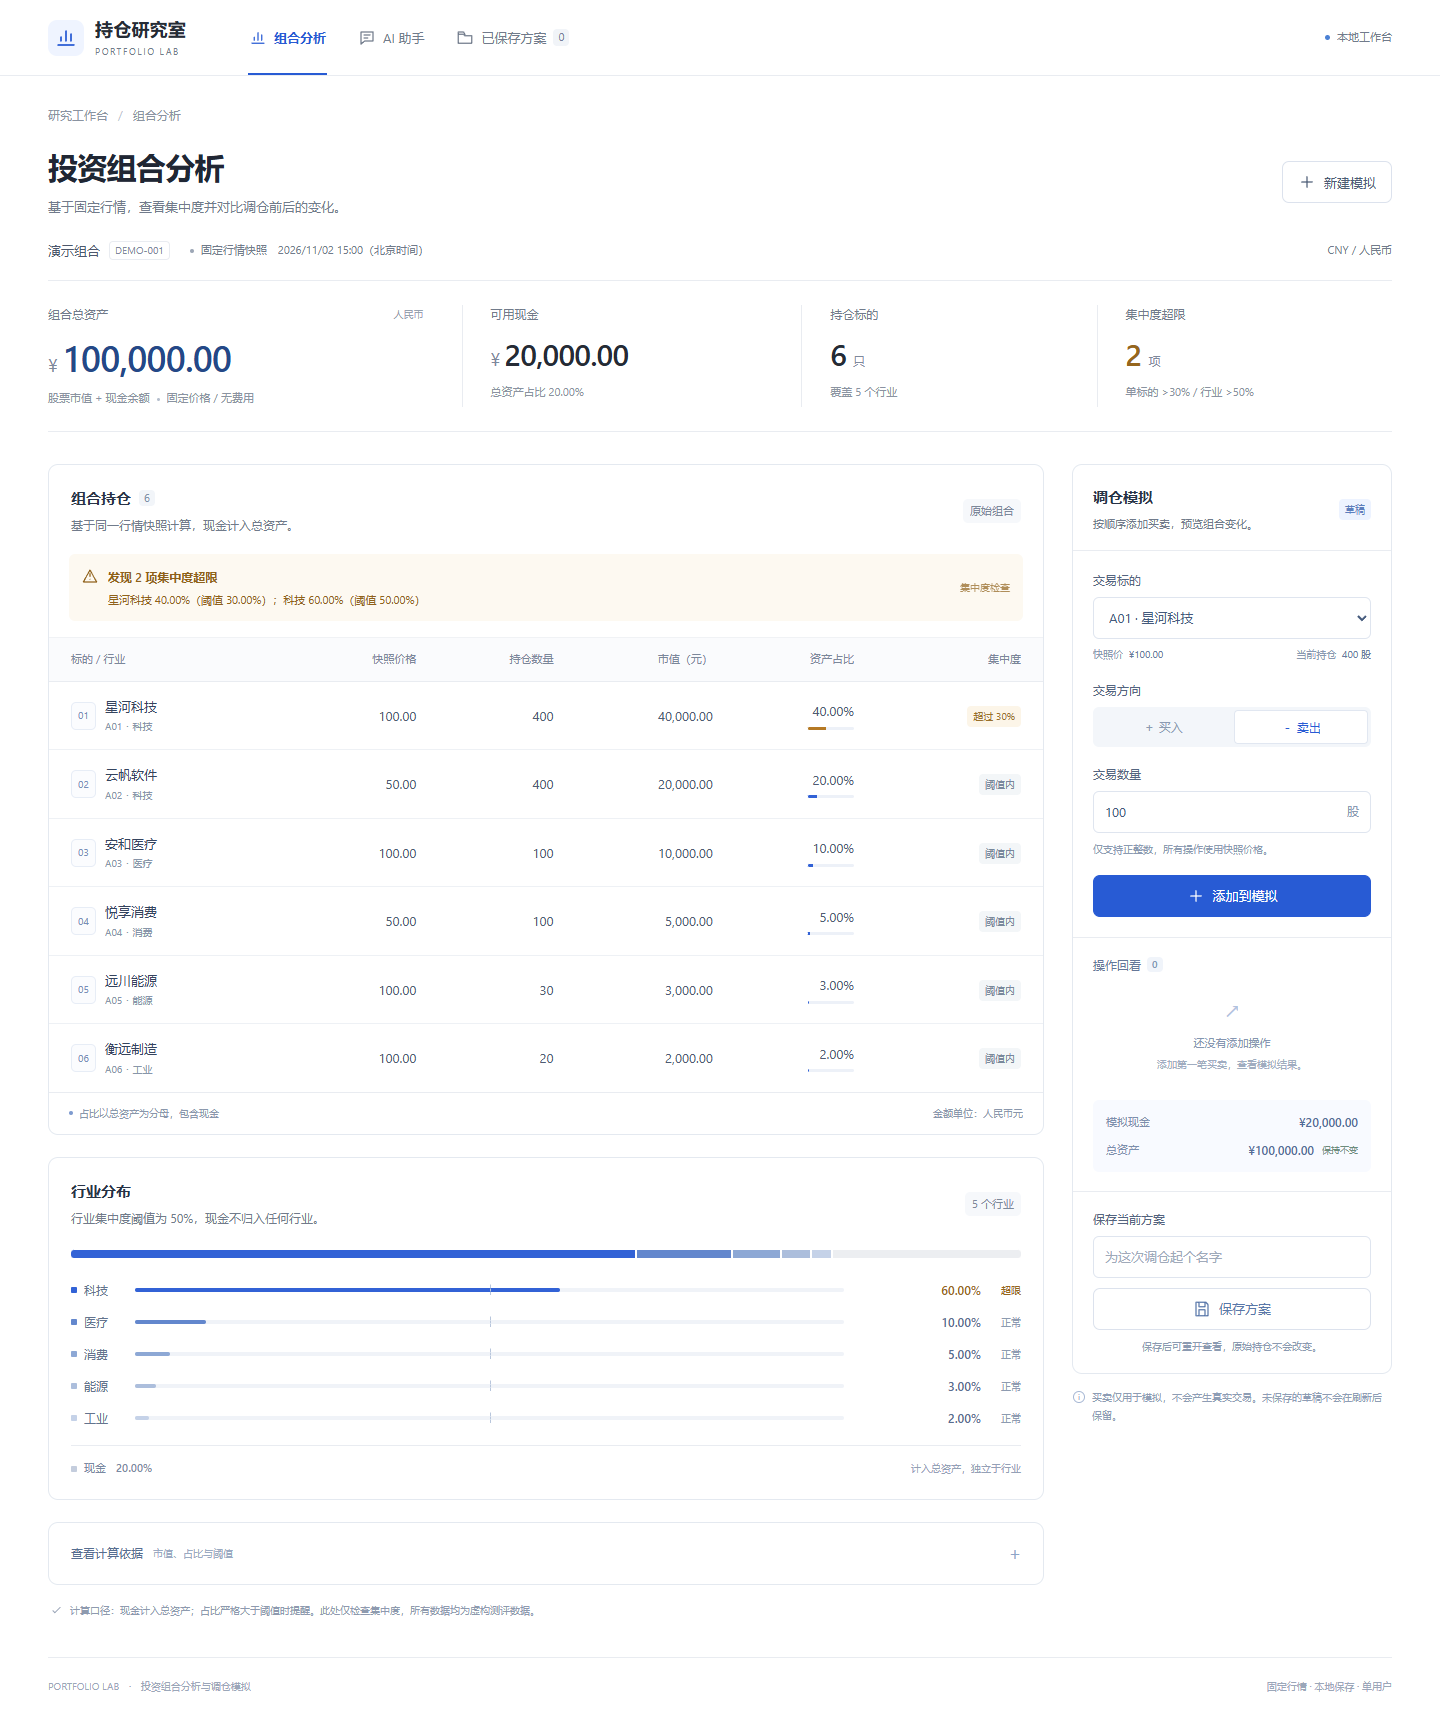 持仓研究室
PORTFOLIO LAB
组合分析
AI 助手
已保存方案 0
本地工作台
研究工作台 / 组合分析
投资组合分析
基于固定行情，查看集中度并对比调仓前后的变化。
+ 新建模拟
演示组合 DEMO-001 固定行情快照 2026/11/02 15:00（北京时间）
CNY / 人民币
组合总资产 人民币
¥ 100,000.00
股票市值 + 现金余额 • 固定价格 / 无费用
可用现金
¥ 20,000.00
总资产占比 20.00%
持仓标的
6 只
覆盖 5 个行业
集中度超限
2 项
单标的 >30% / 行业 >50%
组合持仓 6
基于同一行情快照计算，现金计入总资产。
原始组合
发现 2 项集中度超限
星河科技 40.00%（阈值 30.00%）；科技 60.00%（阈值 50.00%）
集中度检查
标的 / 行业 快照价格 持仓数量 市值（元） 资产占比 集中度
01 星河科技 100.00 400 40,000.00 40.00% 超过 30%
A01 · 科技
02 云帆软件 50.00 400 20,000.00 20.00% 阈值内
A02 · 科技
03 安和医疗 100.00 100 10,000.00 10.00% 阈值内
A03 · 医疗
04 悦享消费 50.00 100 5,000.00 5.00% 阈值内
A04 · 消费
05 远川能源 100.00 30 3,000.00 3.00% 阈值内
A05 · 能源
06 衡远制造 100.00 20 2,000.00 2.00% 阈值内
A06 · 工业
占比以总资产为分母，包含现金
金额单位：人民币元
行业分布
行业集中度阈值为 50%，现金不归入任何行业。
5 个行业
科技 60.00% 超限
医疗 10.00% 正常
消费 5.00% 正常
能源 3.00% 正常
工业 2.00% 正常
现金 20.00%
计入总资产，独立于行业
查看计算依据 市值、占比与阈值 +
计算口径：现金计入总资产；占比严格大于阈值时提醒。此处仅检查集中度，所有数据均为虚构测评数据。
调仓模拟
按顺序添加买卖，预览组合变化。
草稿
交易标的
A01 · 星河科技
快照价 ¥100.00 当前持仓 400 股
交易方向
+ 买入
- 卖出
交易数量
100 股
仅支持正整数，所有操作使用快照价格。
+ 添加到模拟
操作回看 0
还没有添加操作
添加第一笔买卖，查看模拟结果。
模拟现金 ¥20,000.00
总资产 ¥100,000.00 保持不变
保存当前方案
为这次调仓起个名字
保存方案
保存后可重开查看，原始持仓不会改变。
买卖仅用于模拟，不会产生真实交易。未保存的草稿不会在刷新后
保留。
PORTFOLIO LAB · 投资组合分析与调仓模拟
固定行情 · 本地保存 · 单用户